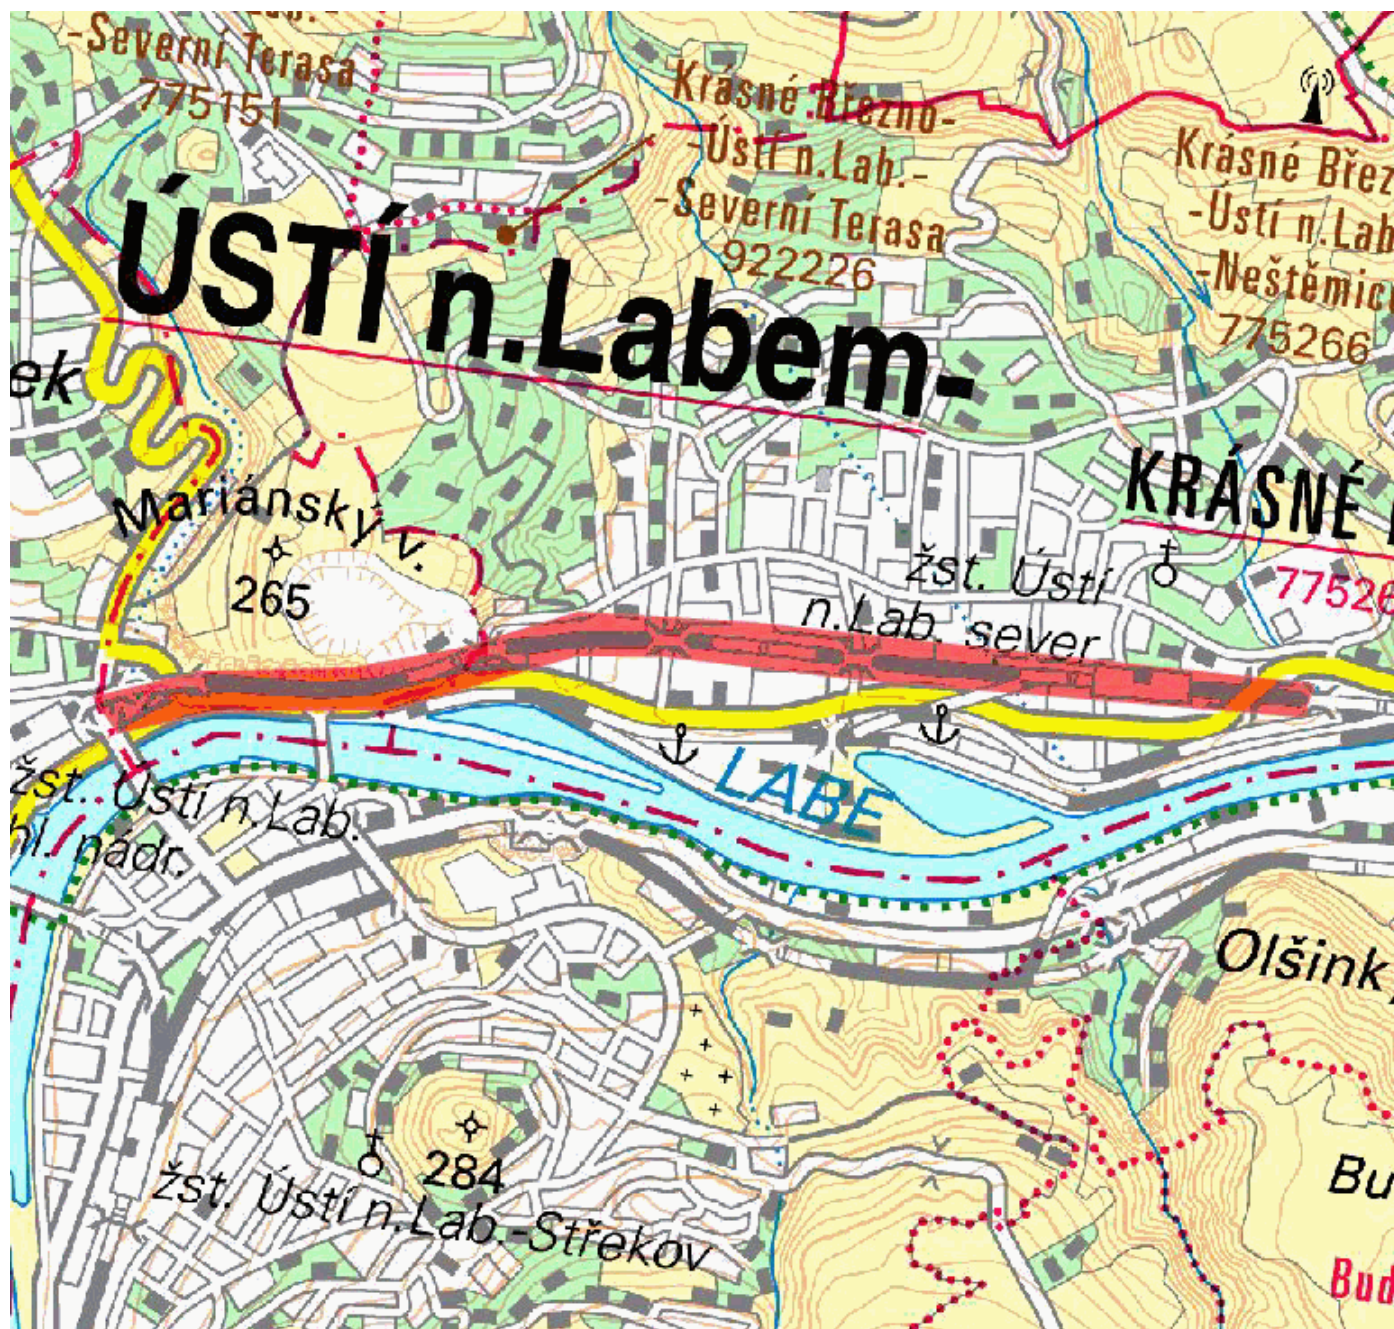 -Severní Terasa
775151
Krásné Březno-
-Ústí n.Lab.-
-Severní Terasa
922226
Krásné Břez
-Ústí n.Lab
-Neštěmic
775266
ÚSTÍ n.Labem-
ek
KRÁSNÉ
Mariánský v.
265
žst. Ústí
n.Lab. sever
77526
LABE
žst. Ústí n.Lab.
hl. nádr.
Olšink
284
žst. Ústí n.Lab.-Střekov
Bu
Bud